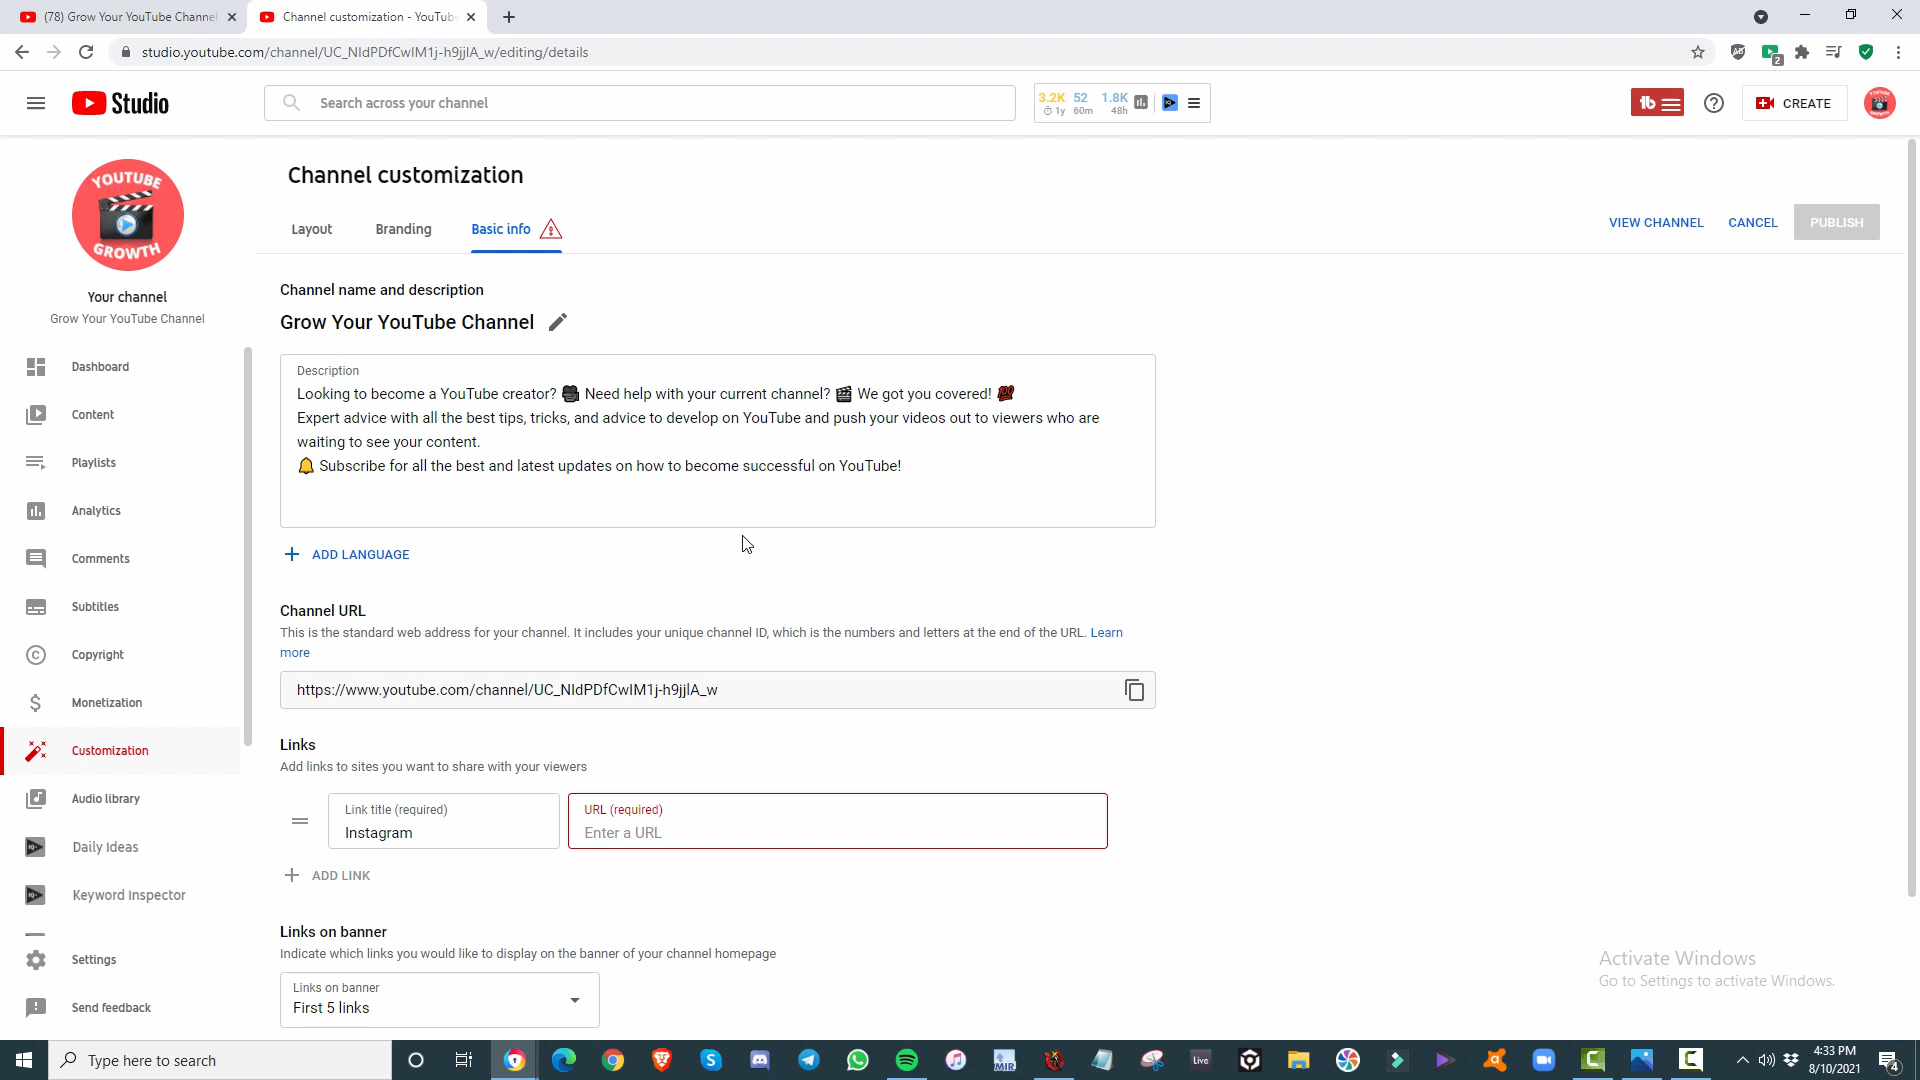 (78) Grow Your YouTube Channel
Channel customization - YouTube
studio.youtube.com/channel/UC_NIdPDfCwIM1j-h9jjIA_w/editing/details
2
Studio
Search across your channel
3.2K 52 1.8K
1y 60m 48h
tb
CREATE
YOUTUBE
GROWTH
Your channel
Grow Your YouTube Channel
Dashboard
Content
Playlists
Analytics
Comments
Subtitles
Copyright
Monetization
Customization
Audio library
Daily Ideas
Keyword Inspector
Settings
Send feedback
Channel customization
Layout
Branding
Basic info
VIEW CHANNEL
CANCEL
PUBLISH
Channel name and description
Grow Your YouTube Channel
Description
Looking to become a YouTube creator? 🎥 Need help with your current channel? 🎬 We got you covered! 💯
Expert advice with all the best tips, tricks, and advice to develop on YouTube and push your videos out to viewers who are
waiting to see your content.
🔔 Subscribe for all the best and latest updates on how to become successful on YouTube!
ADD LANGUAGE
Channel URL
This is the standard web address for your channel. It includes your unique channel ID, which is the numbers and letters at the end of the URL. Learn
more
https://www.youtube.com/channel/UC_NIdPDfCwIM1j-h9jjIA_w
Links
Add links to sites you want to share with your viewers
Link title (required)
Instagram
URL (required)
Enter a URL
ADD LINK
Links on banner
Indicate which links you would like to display on the banner of your channel homepage
Links on banner
First 5 links
Activate Windows
Go to Settings to activate Windows.
Type here to search
MIR
Live
4:33 PM
8/10/2021
4